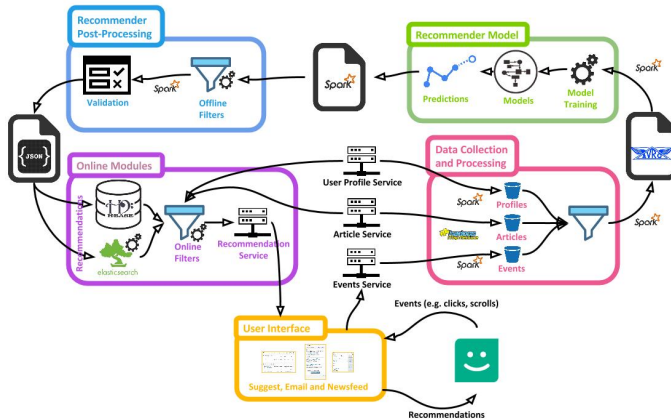 Recommender
Post-Processing
Recommender Model
Spark
Spark
Validation
Offline
Filters
Predictions
Models
Model
Training
Spark
{JSON}
Online Modules
Data Collection
and Processing
User Profile Service
Spark
Profiles
Spark
Recommendations
Online
Filters
Recommendation
Service
Article Service
Articles
elasticsearch
Events Service
Spark
Events
Events (e.g. clicks, scrolls)
User Interface
Suggest, Email and Newsfeed
Recommendations